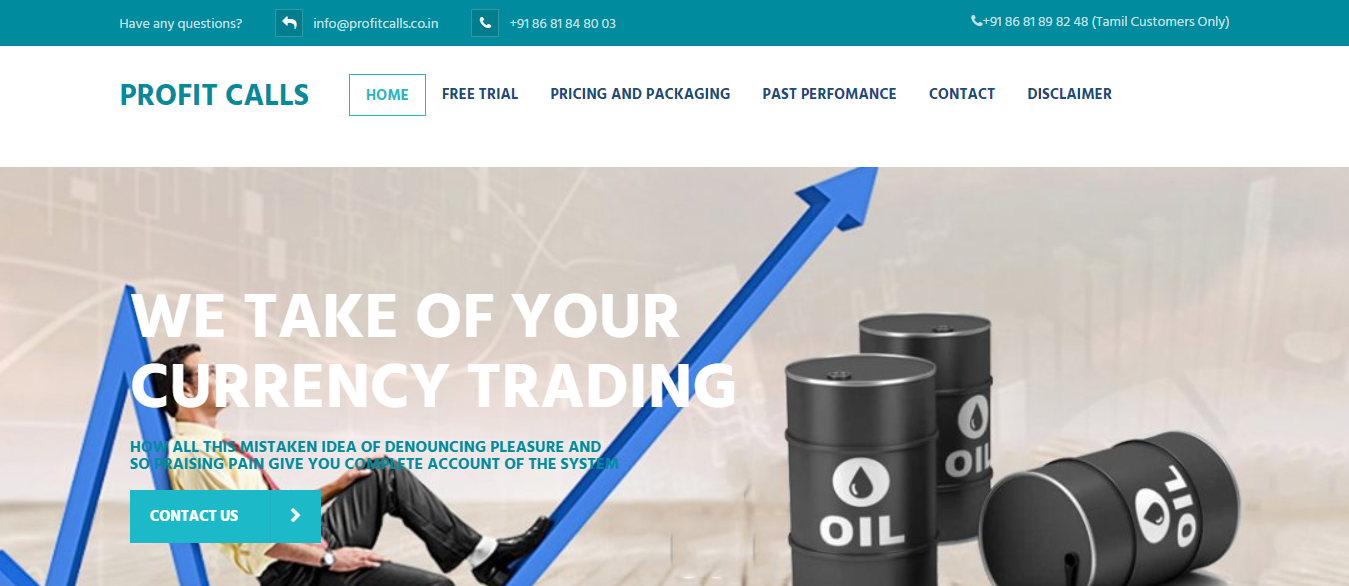 Have any questions? info@profitcalls.co.in +91 86 81 84 80 03 +91 86 81 89 82 48 (Tamil Customers Only)
PROFIT CALLS HOME FREE TRIAL PRICING AND PACKAGING PAST PERFOMANCE CONTACT DISCLAIMER
WE TAKE OF YOUR
CURRENCY TRADING
HOW ALL THIS MISTAKEN IDEA OF DENOUNCING PLEASURE AND
SO PRAISING PAIN GIVE YOU COMPLETE ACCOUNT OF THE SYSTEM
CONTACT US
OIL
OIL
OIL